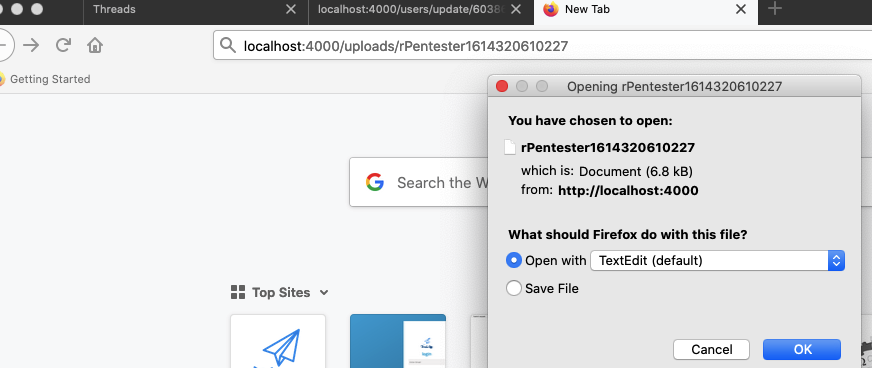 Threads
localhost:4000/users/update/6038
New Tab
localhost:4000/uploads/rPentester1614320610227
Getting Started
Opening rPentester1614320610227
You have chosen to open:
rPentester1614320610227
which is: Document (6.8 kB)
from: http://localhost:4000
Search the W
What should Firefox do with this file?
Open with TextEdit (default)
Save File
Top Sites
Cancel
OK